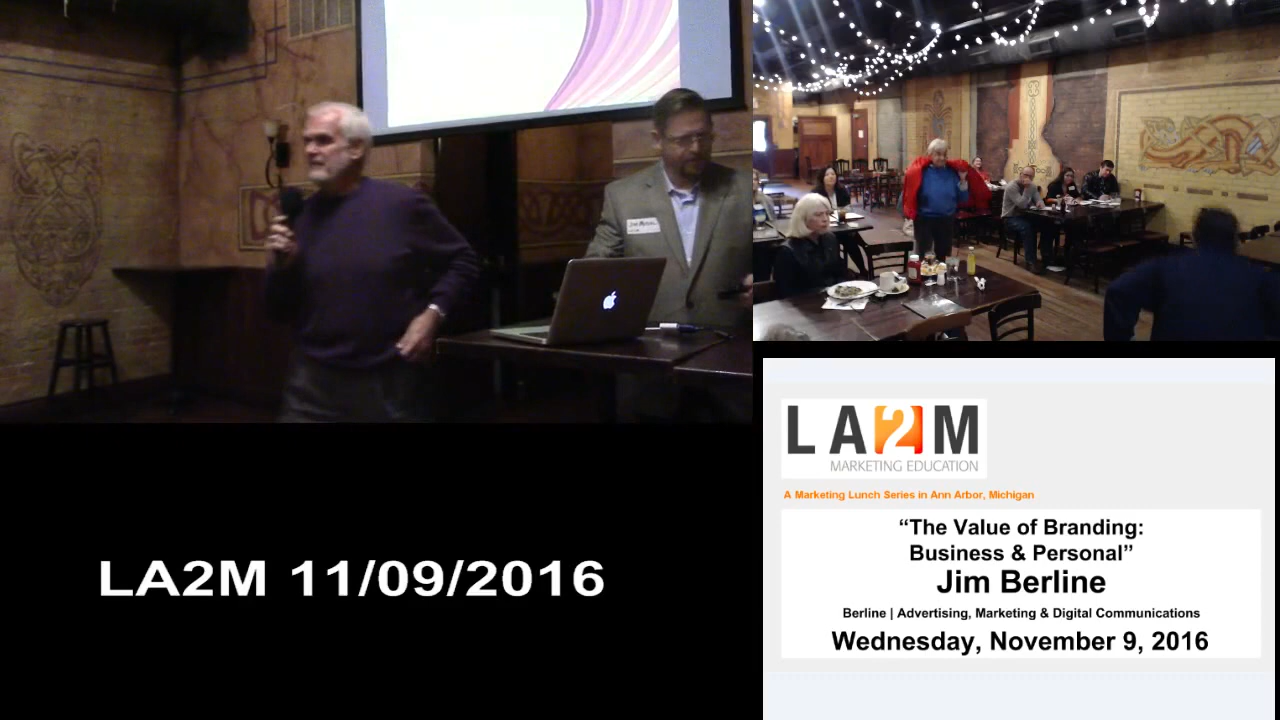 LA2M
MARKETING EDUCATION
A Marketing Lunch Series in Ann Arbor, Michigan
“The Value of Branding:
Business & Personal”
Jim Berline
Berline | Advertising, Marketing & Digital Communications
Wednesday, November 9, 2016
LA2M 11/09/2016